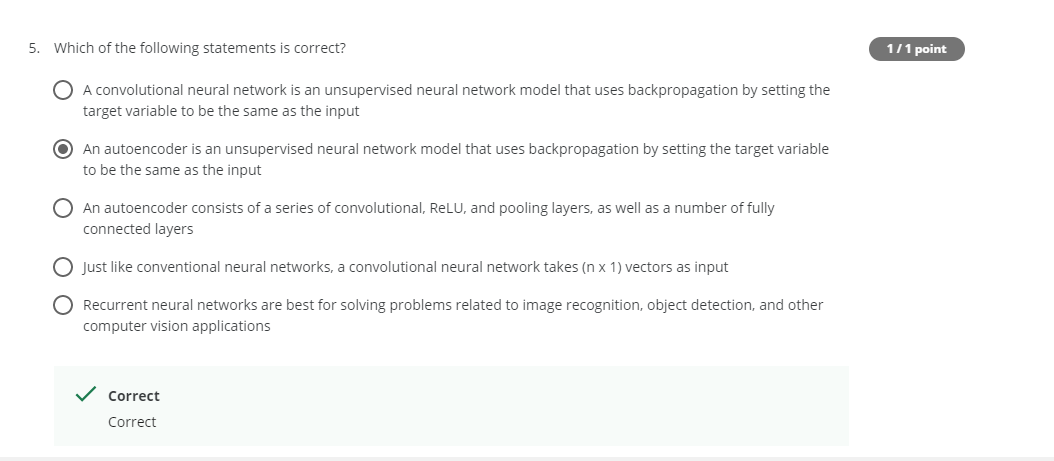 5. Which of the following statements is correct?
1 / 1 point
A convolutional neural network is an unsupervised neural network model that uses backpropagation by setting the
target variable to be the same as the input
An autoencoder is an unsupervised neural network model that uses backpropagation by setting the target variable
to be the same as the input
An autoencoder consists of a series of convolutional, ReLU, and pooling layers, as well as a number of fully
connected layers
Just like conventional neural networks, a convolutional neural network takes (n x 1) vectors as input
Recurrent neural networks are best for solving problems related to image recognition, object detection, and other
computer vision applications
Correct
Correct